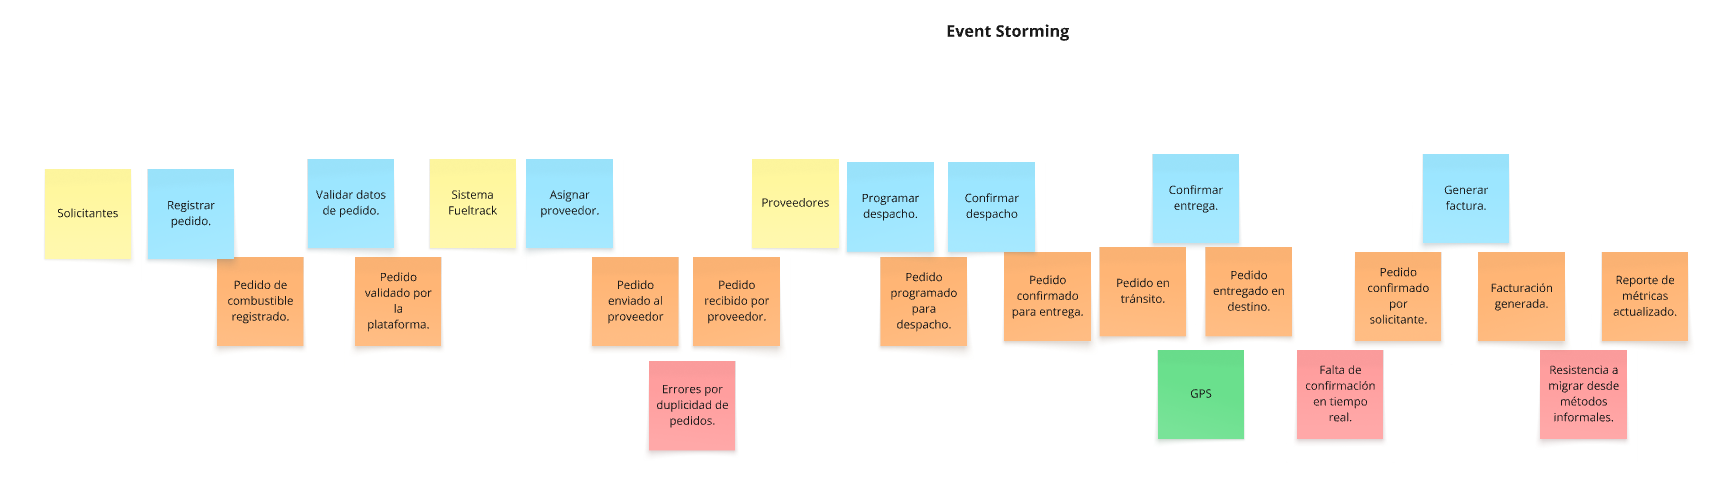 Event Storming
Solicitantes
Registrar
pedido.
Validar datos
de pedido.
Sistema
Fueltrack
Asignar
proveedor.
Proveedores
Programar
despacho.
Confirmar
despacho
Confirmar
entrega.
Generar
factura.
Pedido de
combustible
registrado.
Pedido
validado por
la
plataforma.
Pedido
enviado al
proveedor
Pedido
recibido por
proveedor.
Pedido
programado
para
despacho.
Pedido
confirmado
para entrega.
Pedido en
tránsito.
Pedido
entregado en
destino.
Pedido
confirmado
por
solicitante.
Facturación
generada.
Reporte de
métricas
actualizado.
Errores por
duplicidad de
pedidos.
GPS
Falta de
confirmación
en tiempo
real.
Resistencia a
migrar desde
métodos
informales.